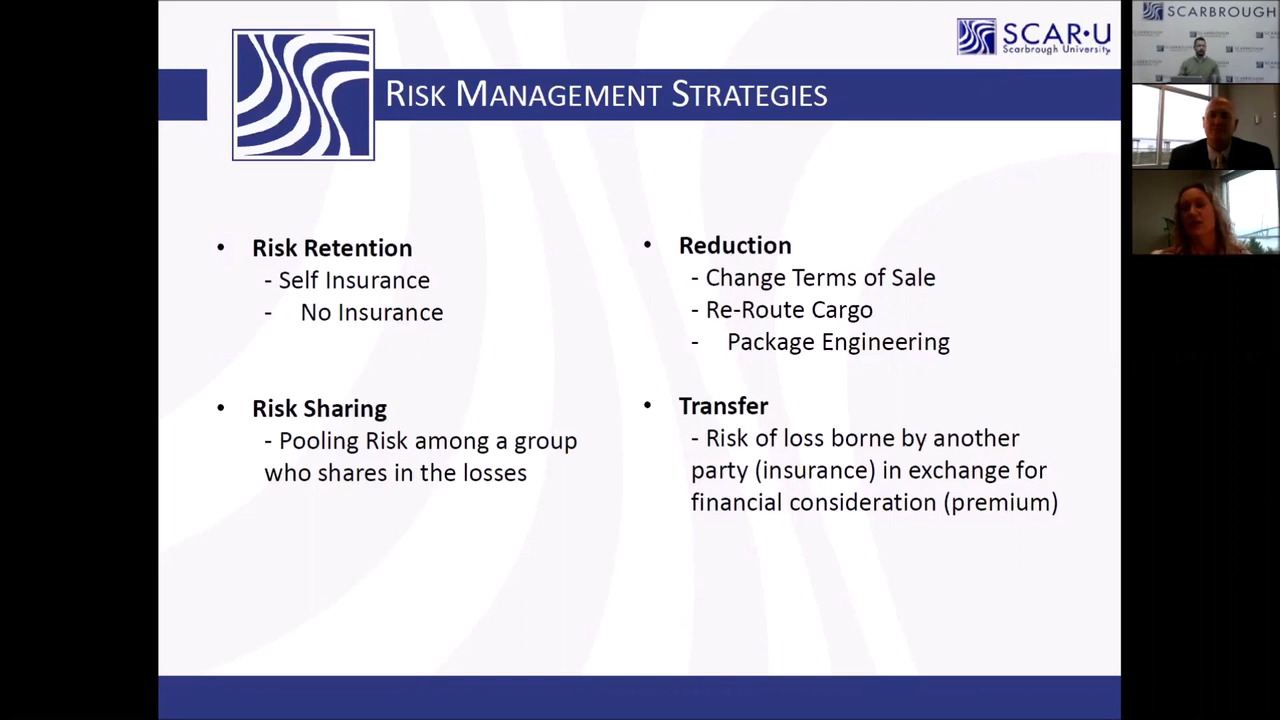 SCAR•U
Scarbrough University
RISK MANAGEMENT STRATEGIES
• Risk Retention
- Self Insurance
- No Insurance
• Risk Sharing
- Pooling Risk among a group
who shares in the losses
• Reduction
- Change Terms of Sale
- Re-Route Cargo
- Package Engineering
• Transfer
- Risk of loss borne by another
party (insurance) in exchange for
financial consideration (premium)
SCARBROUGH